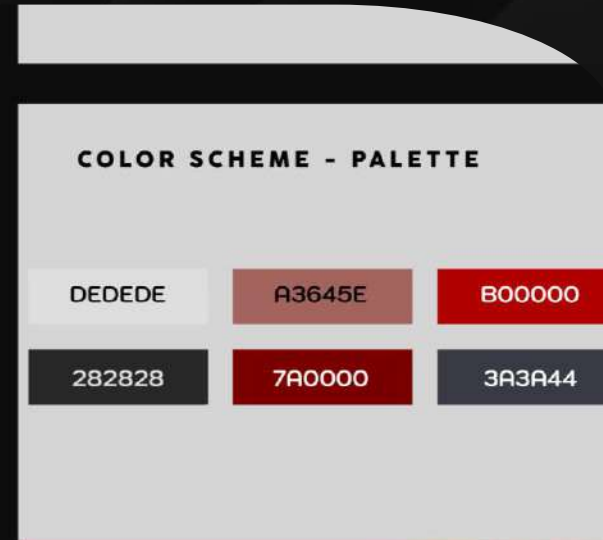 COLOR SCHEME - PALETTE
DEDEDE A3645E B00000
282828 7A0000 3A3A44